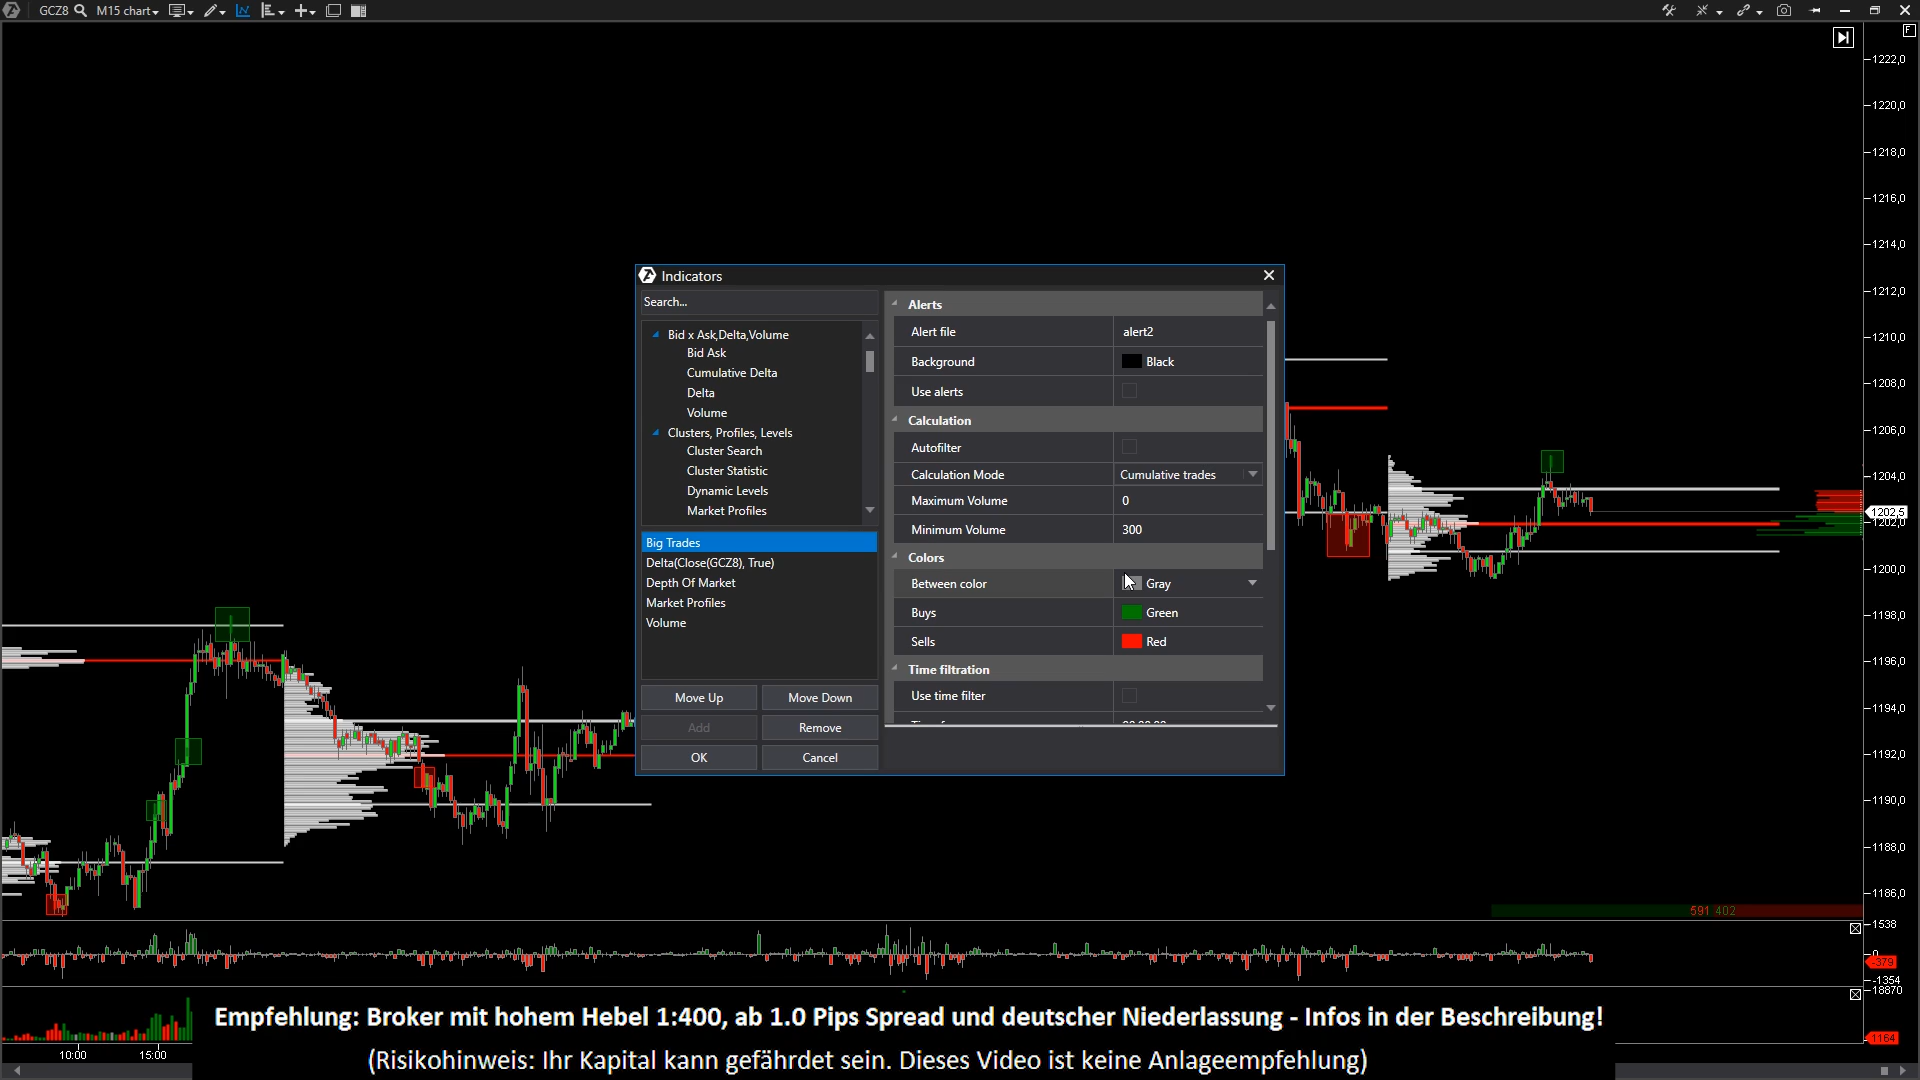 GCZ8 M15 chart
F
1222,0
1220,0
1218,0
1216,0
1214,0
1212,0
1210,0
1208,0
1206,0
1204,0
1202,5
1202,0
1200,0
1198,0
1196,0
1194,0
1192,0
1190,0
1188,0
1186,0
Indicators
Search...
Bid x Ask,Delta,Volume
Bid Ask
Cumulative Delta
Delta
Volume
Clusters, Profiles, Levels
Cluster Search
Cluster Statistic
Dynamic Levels
Market Profiles
Big Trades
Delta(Close(GCZ8), True)
Depth Of Market
Market Profiles
Volume
Move Up Move Down
Add Remove
OK Cancel
Alerts
Alert file alert2
Background Black
Use alerts
Calculation
Autofilter
Calculation Mode Cumulative trades
Maximum Volume 0
Minimum Volume 300
Colors
Between color Gray
Buys Green
Sells Red
Time filtration
Use time filter
591 402
1538
0
-379
-1354
18870
1164
Empfehlung: Broker mit hohem Hebel 1:400, ab 1.0 Pips Spread und deutscher Niederlassung - Infos in der Beschreibung!
10:00 15:00
(Risikohinweis: Ihr Kapital kann gefährdet sein. Dieses Video ist keine Anlageempfehlung)